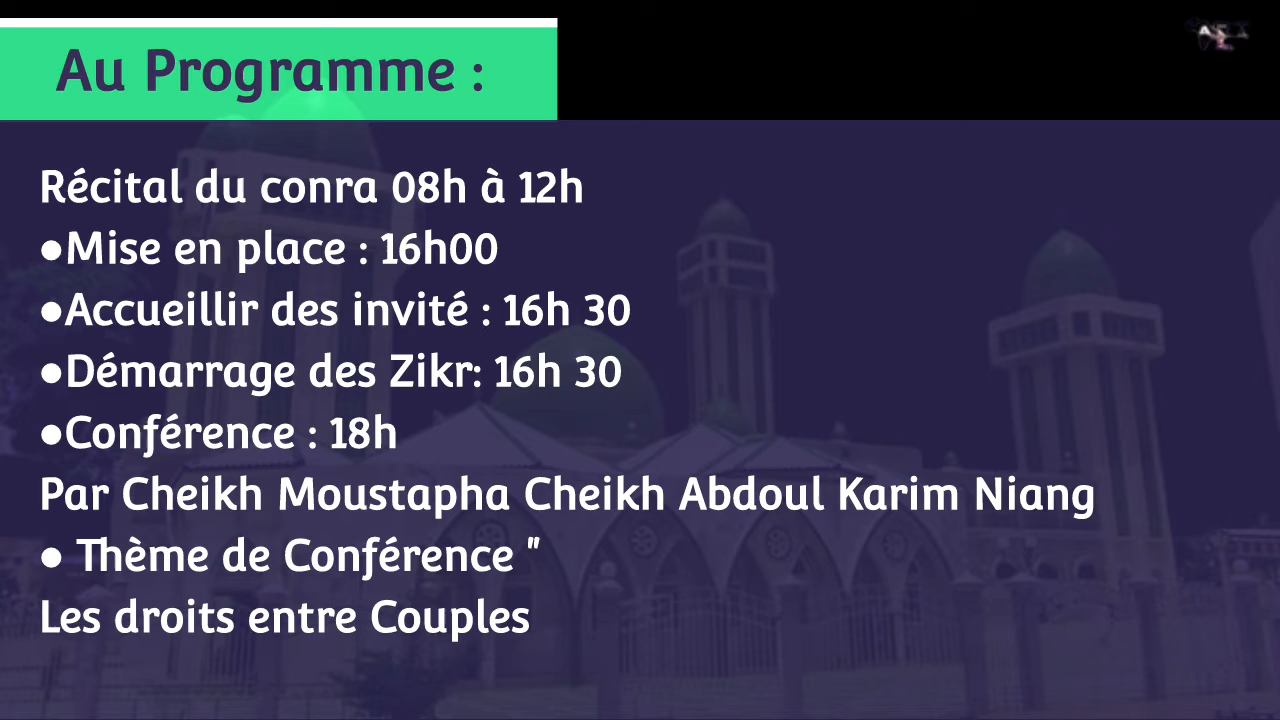 Au Programme :
Récital du conra 08h à 12h
●Mise en place : 16h00
●Accueillir des invité : 16h 30
●Démarrage des Zikr: 16h 30
●Conférence : 18h
Par Cheikh Moustapha Cheikh Abdoul Karim Niang
● Thème de Conférence "
Les droits entre Couples